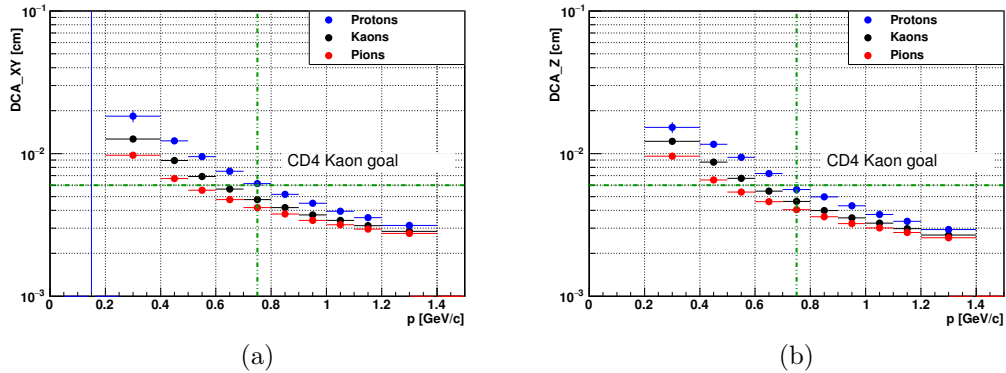 DCA_XY [cm]
10⁻¹
10⁻²
10⁻³
Protons
Kaons
Pions
CD4 Kaon goal
0 0.2 0.4 0.6 0.8 1 1.2 1.4
p [GeV/c]
(a)
DCA_Z [cm]
10⁻¹
10⁻²
10⁻³
Protons
Kaons
Pions
CD4 Kaon goal
0 0.2 0.4 0.6 0.8 1 1.2 1.4
p [GeV/c]
(b)